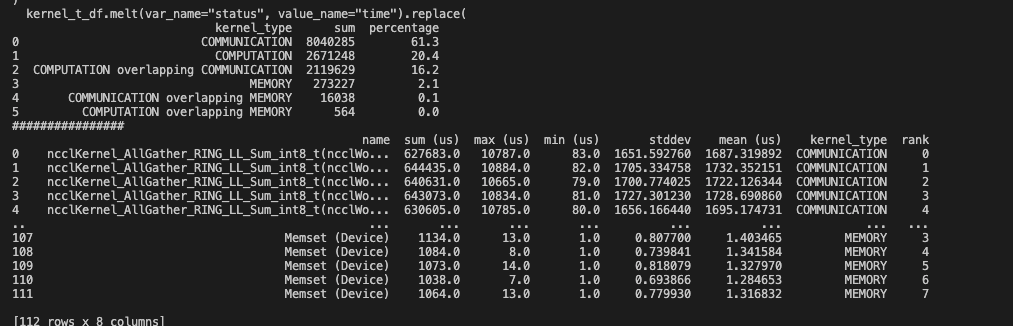 )
  kernel_t_df.melt(var_name="status", value_name="time").replace(
                             kernel_type      sum  percentage
0                          COMMUNICATION  8040285        61.3
1                            COMPUTATION  2671248        20.4
2  COMPUTATION overlapping COMMUNICATION  2119629        16.2
3                                 MEMORY   273227         2.1
4       COMMUNICATION overlapping MEMORY    16038         0.1
5         COMPUTATION overlapping MEMORY      564         0.0
################
                                                  name  sum (us)  max (us)  min (us)       stddev    mean (us)    kernel_type  rank
0    ncclKernel_AllGather_RING_LL_Sum_int8_t(ncclWo...  627683.0   10787.0      83.0  1651.592760  1687.319892  COMMUNICATION     0
1    ncclKernel_AllGather_RING_LL_Sum_int8_t(ncclWo...  644435.0   10884.0      82.0  1705.334758  1732.352151  COMMUNICATION     1
2    ncclKernel_AllGather_RING_LL_Sum_int8_t(ncclWo...  640631.0   10665.0      79.0  1700.774025  1722.126344  COMMUNICATION     2
3    ncclKernel_AllGather_RING_LL_Sum_int8_t(ncclWo...  643073.0   10834.0      81.0  1727.301230  1728.690860  COMMUNICATION     3
4    ncclKernel_AllGather_RING_LL_Sum_int8_t(ncclWo...  630605.0   10785.0      80.0  1656.166440  1695.174731  COMMUNICATION     4
..                                                 ...       ...       ...       ...          ...          ...            ...   ...
107                                    Memset (Device)    1134.0      13.0       1.0     0.807700     1.403465         MEMORY     3
108                                    Memset (Device)    1084.0       8.0       1.0     0.739841     1.341584         MEMORY     4
109                                    Memset (Device)    1073.0      14.0       1.0     0.818079     1.327970         MEMORY     5
110                                    Memset (Device)    1038.0       7.0       1.0     0.693866     1.284653         MEMORY     6
111                                    Memset (Device)    1064.0      13.0       1.0     0.779930     1.316832         MEMORY     7
[112 rows x 8 columns]